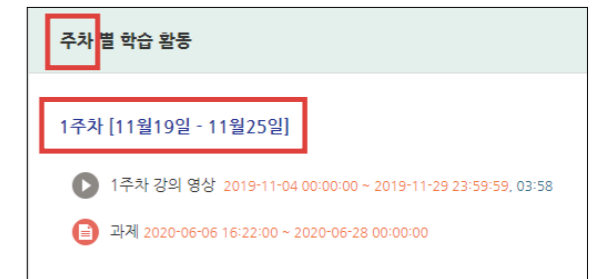 주차 별 학습 활동
1주차 [11월19일 - 11월25일]
1주차 강의 영상 2019-11-04 00:00:00 ~ 2019-11-29 23:59:59, 03:58
과제 2020-06-06 16:22:00 ~ 2020-06-28 00:00:00